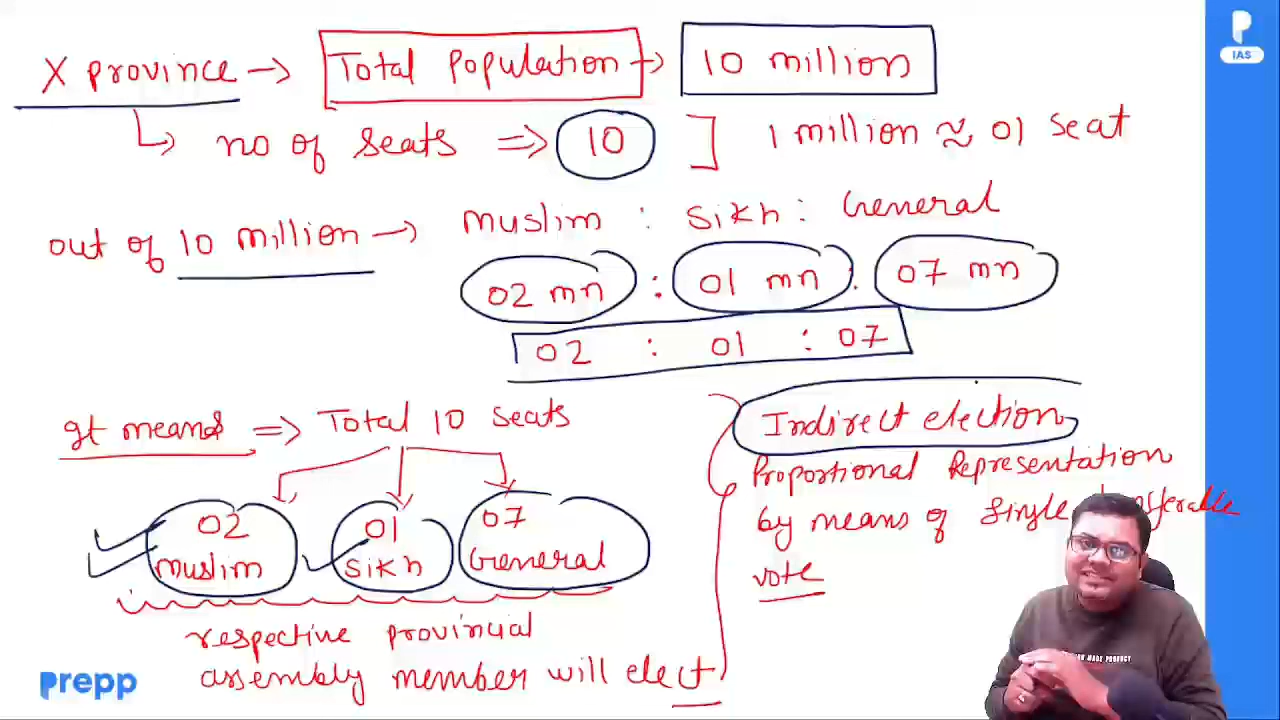 X province → Total Population → 10 million
↳ no of seats ⇒ 10 ] 1 million ≈ 01 seat
out of 10 million → muslim : sikh : General
02 mn : 01 mn : 07 mn
02 : 01 : 07
It means ⇒ Total 10 seats
02 muslim
01 sikh
07 General
respective provincial
assembly member will elect
Indirect election
Proportional Representation
by means of single
vote
P IAS
prepp
MADE PRODUCT